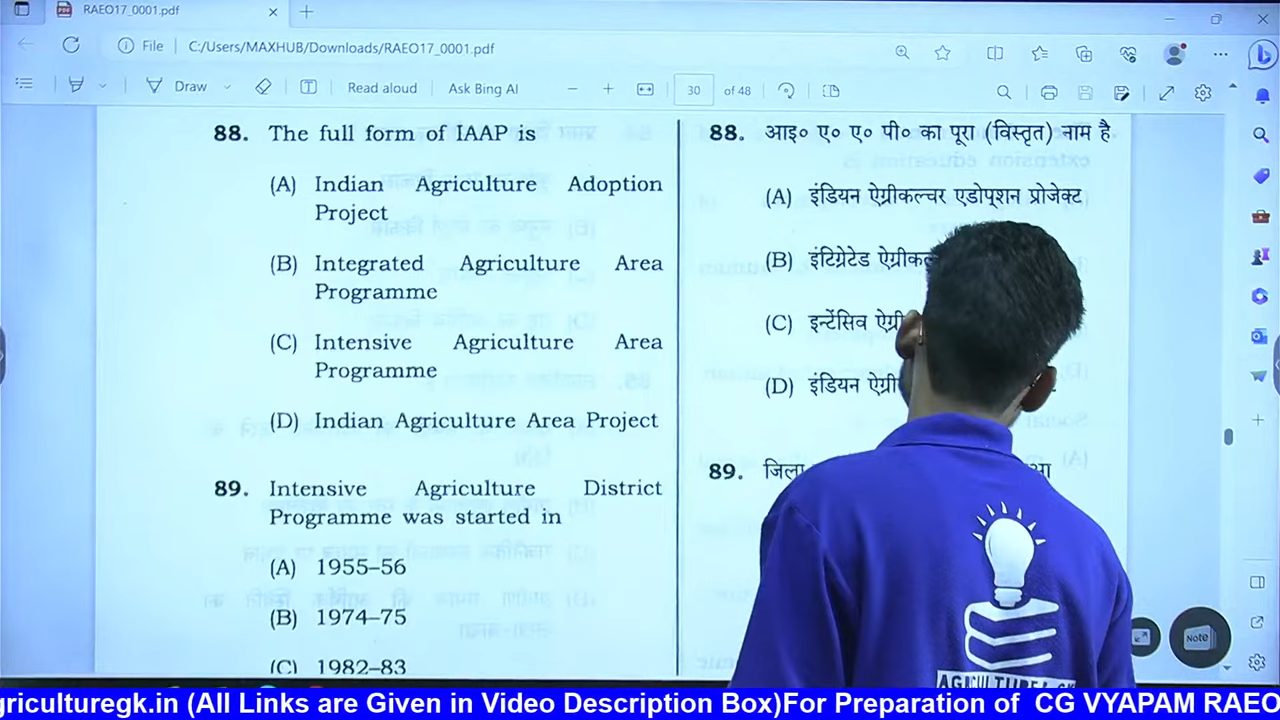 RAEO17_0001.pdf
File
C:/Users/MAXHUB/Downloads/RAEO17_0001.pdf
Draw
Read aloud
Ask Bing AI
30
of 48
88. The full form of IAAP is
(A) Indian Agriculture Adoption
Project
(B) Integrated Agriculture Area
Programme
(C) Intensive Agriculture Area
Programme
(D) Indian Agriculture Area Project
89. Intensive Agriculture District
Programme was started in
(A) 1955–56
(B) 1974–75
(C) 1982–83
88. आइ० ए० ए० पी० का पूरा (विस्तृत) नाम है
(A) इंडियन ऐग्रीकल्चर एडोप्शन प्रोजेक्ट
(B) इंटिग्रेटेड
(C) इन्टेंसिव
(D) इंडियन
89. जिला
Note
griculturegk.in (All Links are Given in Video Description Box)For Preparation of CG VYAPAM RAEO